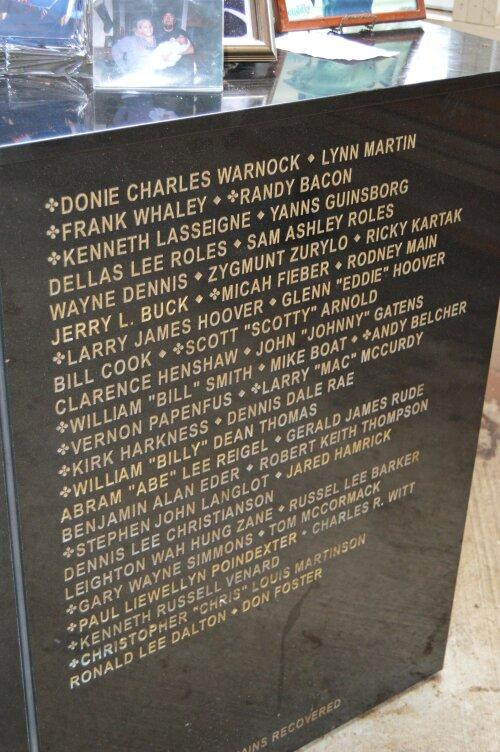 ✤DONIE CHARLES WARNOCK ◆ LYNN MARTIN
✤FRANK WHALEY ◆ ✤RANDY BACON
✤KENNETH LASSEIGNE ◆ YANNS GUINSBORG
DELLAS LEE ROLES ◆ SAM ASHLEY ROLES
WAYNE DENNIS ◆ ZYGMUNT ZURYLO ◆ RICKY KARTAK
JERRY L. BUCK ◆ ✤MICAH FIEBER ◆ RODNEY MAIN
✤LARRY JAMES HOOVER ◆ GLENN "EDDIE" HOOVER
BILL COOK ◆ ✤SCOTT "SCOTTY" ARNOLD
CLARENCE HENSHAW ◆ JOHN "JOHNNY" GATENS
✤WILLIAM "BILL" SMITH ◆ MIKE BOAT ◆ ✤ANDY BELCHER
✤VERNON PAPENFUS ◆ ✤LARRY "MAC" MCCURDY
✤KIRK HARKNESS ◆ DENNIS DALE RAE
✤WILLIAM "BILLY" DEAN THOMAS
ABRAM "ABE" LEE REIGEL ◆ GERALD JAMES RUDE
BENJAMIN ALAN EDER ◆ ROBERT KEITH THOMPSON
✤STEPHEN JOHN LANGLOT ◆ JARED HAMRICK
DENNIS LEE CHRISTIANSON
LEIGHTON WAH HUNG ZANE ◆ RUSSEL LEE BARKER
✤GARY WAYNE SIMMONS ◆ TOM MCCORMACK
✤PAUL LIEWELLYN POINDEXTER ◆ CHARLES R. WITT
✤KENNETH RUSSELL VENARD
✤CHRISTOPHER "CHRIS" LOUIS MARTINSON
RONALD LEE DALTON ◆ DON FOSTER
RECOVERED